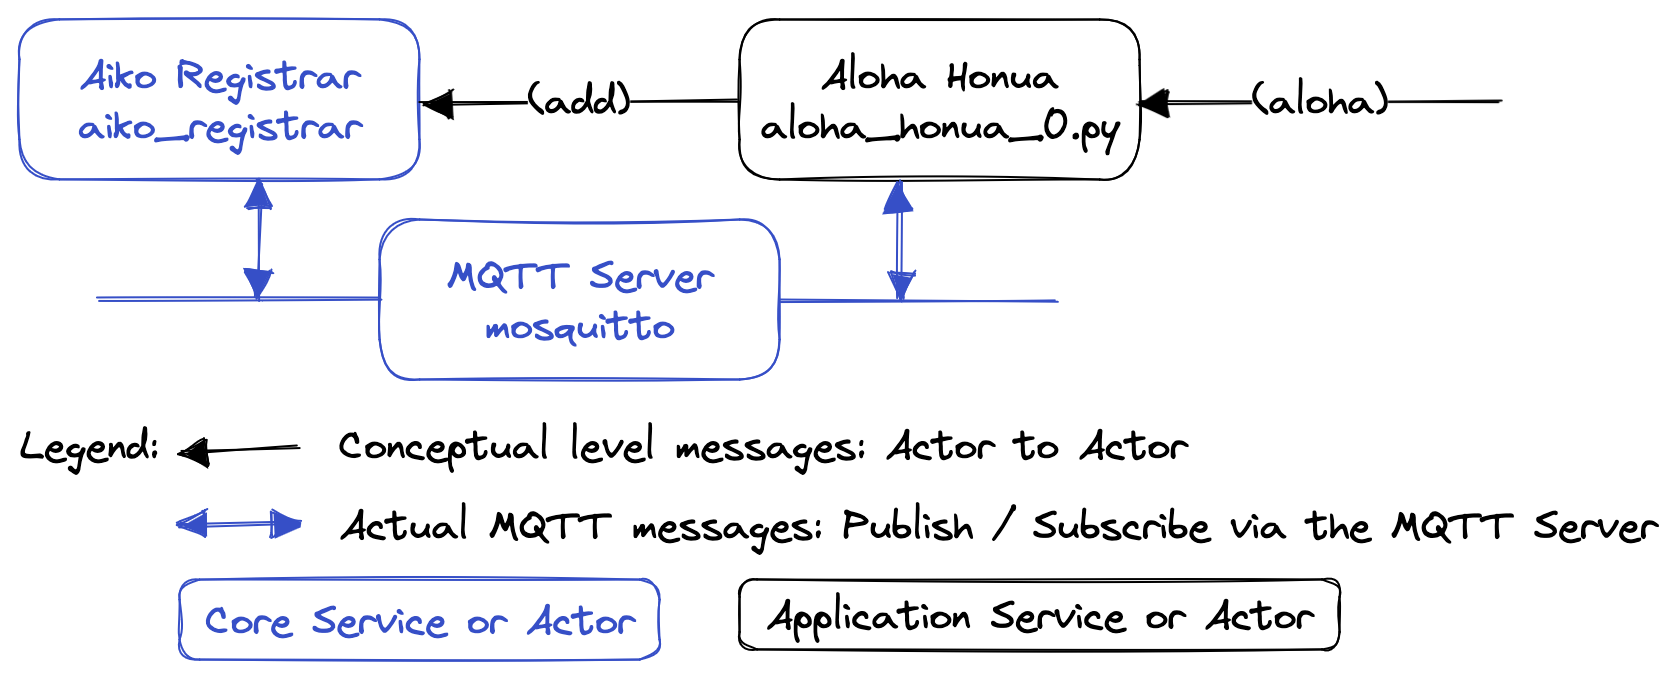 Aiko Registrar
aiko_registrar
(add)
Aloha Honua
aloha_honua_0.py
(aloha)
MQTT Server
mosquitto
Legend:
Conceptual level messages: Actor to Actor
Actual MQTT messages: Publish / Subscribe via the MQTT Server
Core Service or Actor
Application Service or Actor